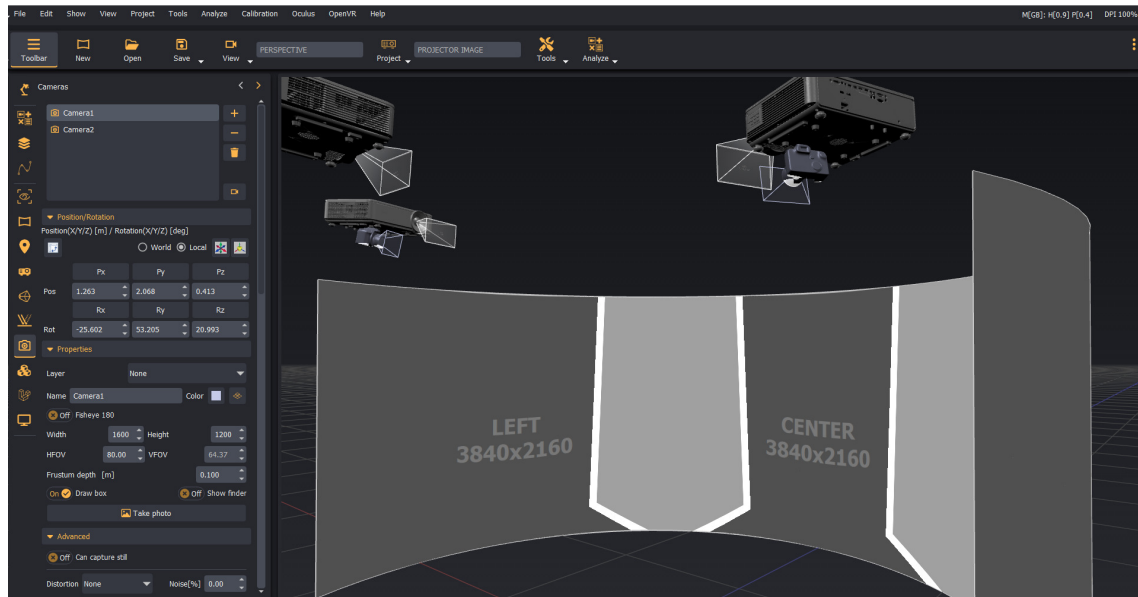 File Edit Show View Project Tools Analyze Calibration Oculus OpenVR Help M[GB]: H[0.9] P[0.4] DPI 100%
Toolbar New Open Save View PERSPECTIVE Project PROJECTOR IMAGE Tools Analyze
Cameras
Camera1
Camera2
Position/Rotation
Position(X/Y/Z) [m] / Rotation(X/Y/Z) [deg]
World Local
Px Py Pz
Pos 1.263 2.068 0.413
Rx Ry Rz
Rot -25.602 53.205 20.993
Properties
Layer None
Name Camera1 Color
Off Fisheye 180
Width 1600 Height 1200
HFOV 80.00 VFOV 64.37
Frustum depth [m] 0.100
On Draw box Off Show finder
Take photo
Advanced
Off Can capture still
Distortion None Noise[%] 0.00
LEFT
3840x2160
CENTER
3840x2160